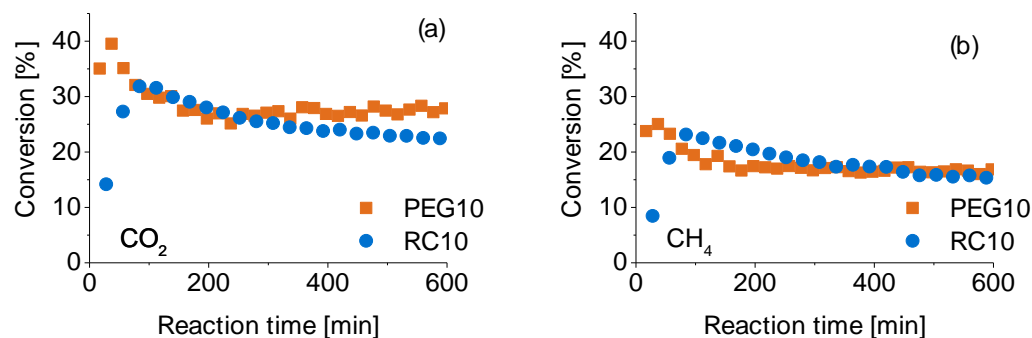 (a)
Conversion [%]
40
30
20
10
0
0 200 400 600
Reaction time [min]
CO2
PEG10
RC10
(b)
Conversion [%]
40
30
20
10
0
0 200 400 600
Reaction time [min]
CH4
PEG10
RC10